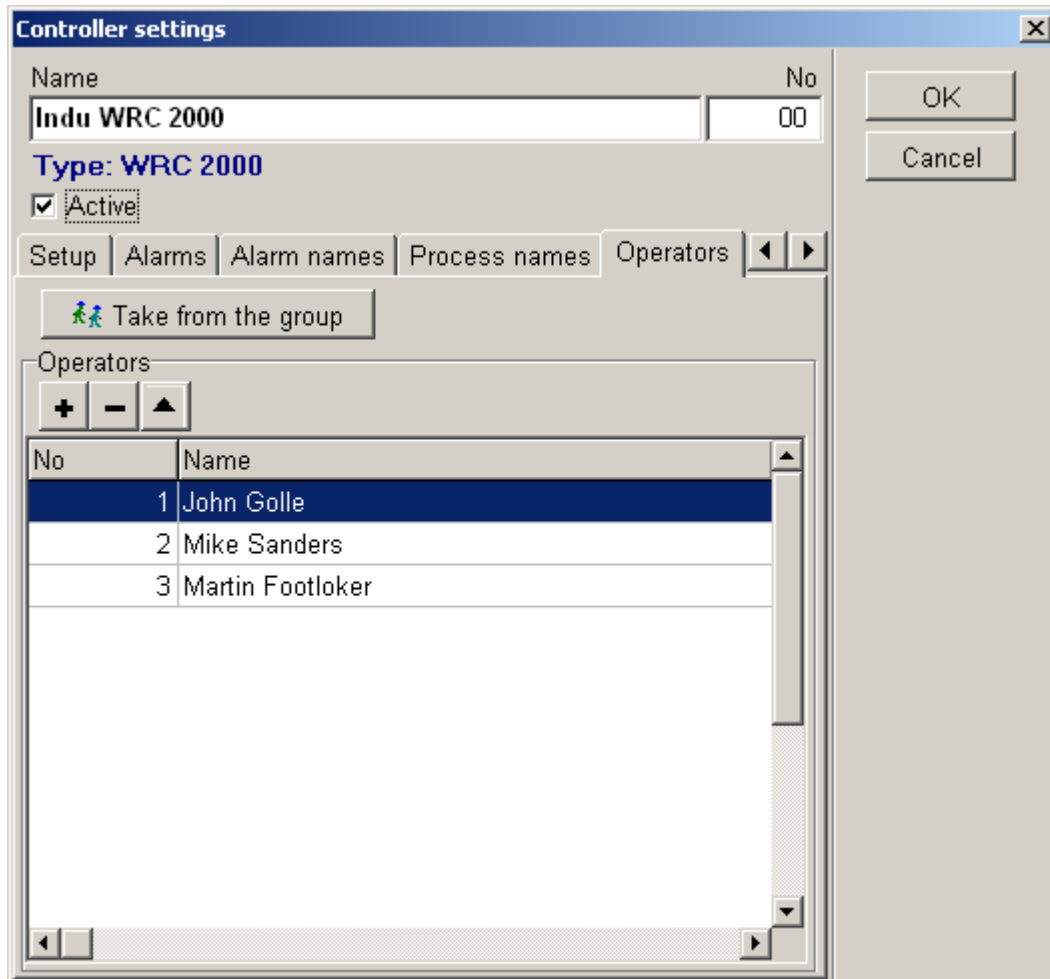 Controller settings
Name No
Indu WRC 2000 00
Type: WRC 2000
Active
Setup Alarms Alarm names Process names Operators
Take from the group
Operators
No Name
1 John Golle
2 Mike Sanders
3 Martin Footloker
OK
Cancel